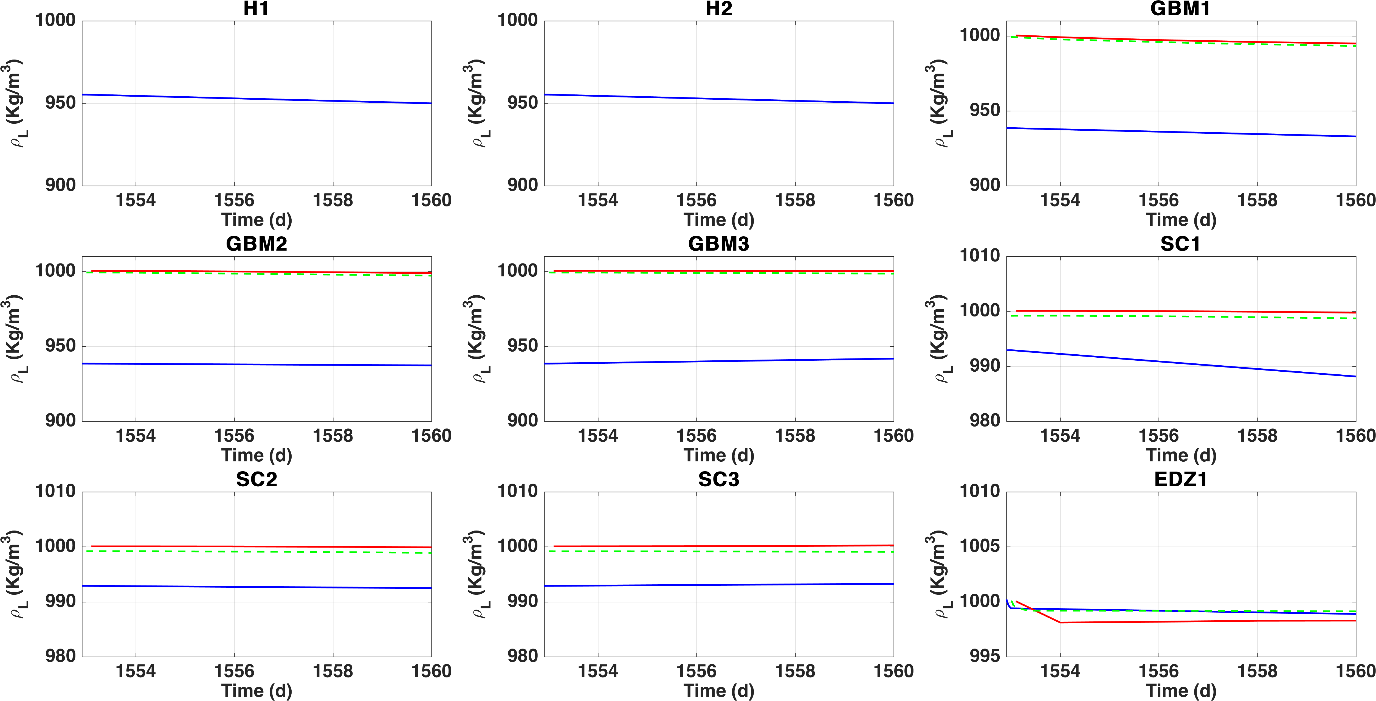 H1
1000
950
900
ρL (Kg/m3)
1554 1556 1558 1560
Time (d)
H2
1000
950
900
ρL (Kg/m3)
1554 1556 1558 1560
Time (d)
GBM1
1000
950
900
ρL (Kg/m3)
1554 1556 1558 1560
Time (d)
GBM2
1000
950
900
ρL (Kg/m3)
1554 1556 1558 1560
Time (d)
GBM3
1000
950
900
ρL (Kg/m3)
1554 1556 1558 1560
Time (d)
SC1
1010
1000
990
980
ρL (Kg/m3)
1554 1556 1558 1560
Time (d)
SC2
1010
1000
990
980
ρL (Kg/m3)
1554 1556 1558 1560
Time (d)
SC3
1010
1000
990
980
ρL (Kg/m3)
1554 1556 1558 1560
Time (d)
EDZ1
1010
1005
1000
995
ρL (Kg/m3)
1554 1556 1558 1560
Time (d)